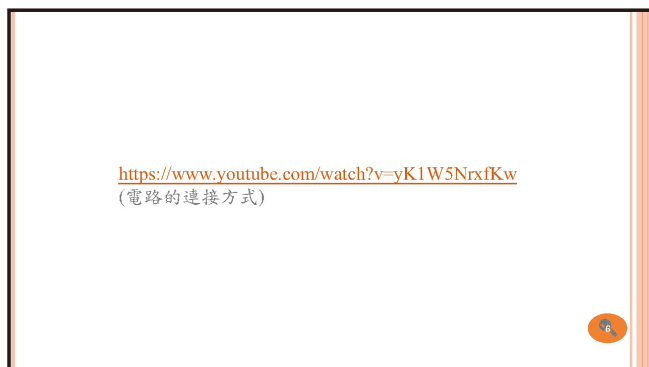 https://www.youtube.com/watch?v=yK1W5NrxfKw
(電路的連接方式)
6